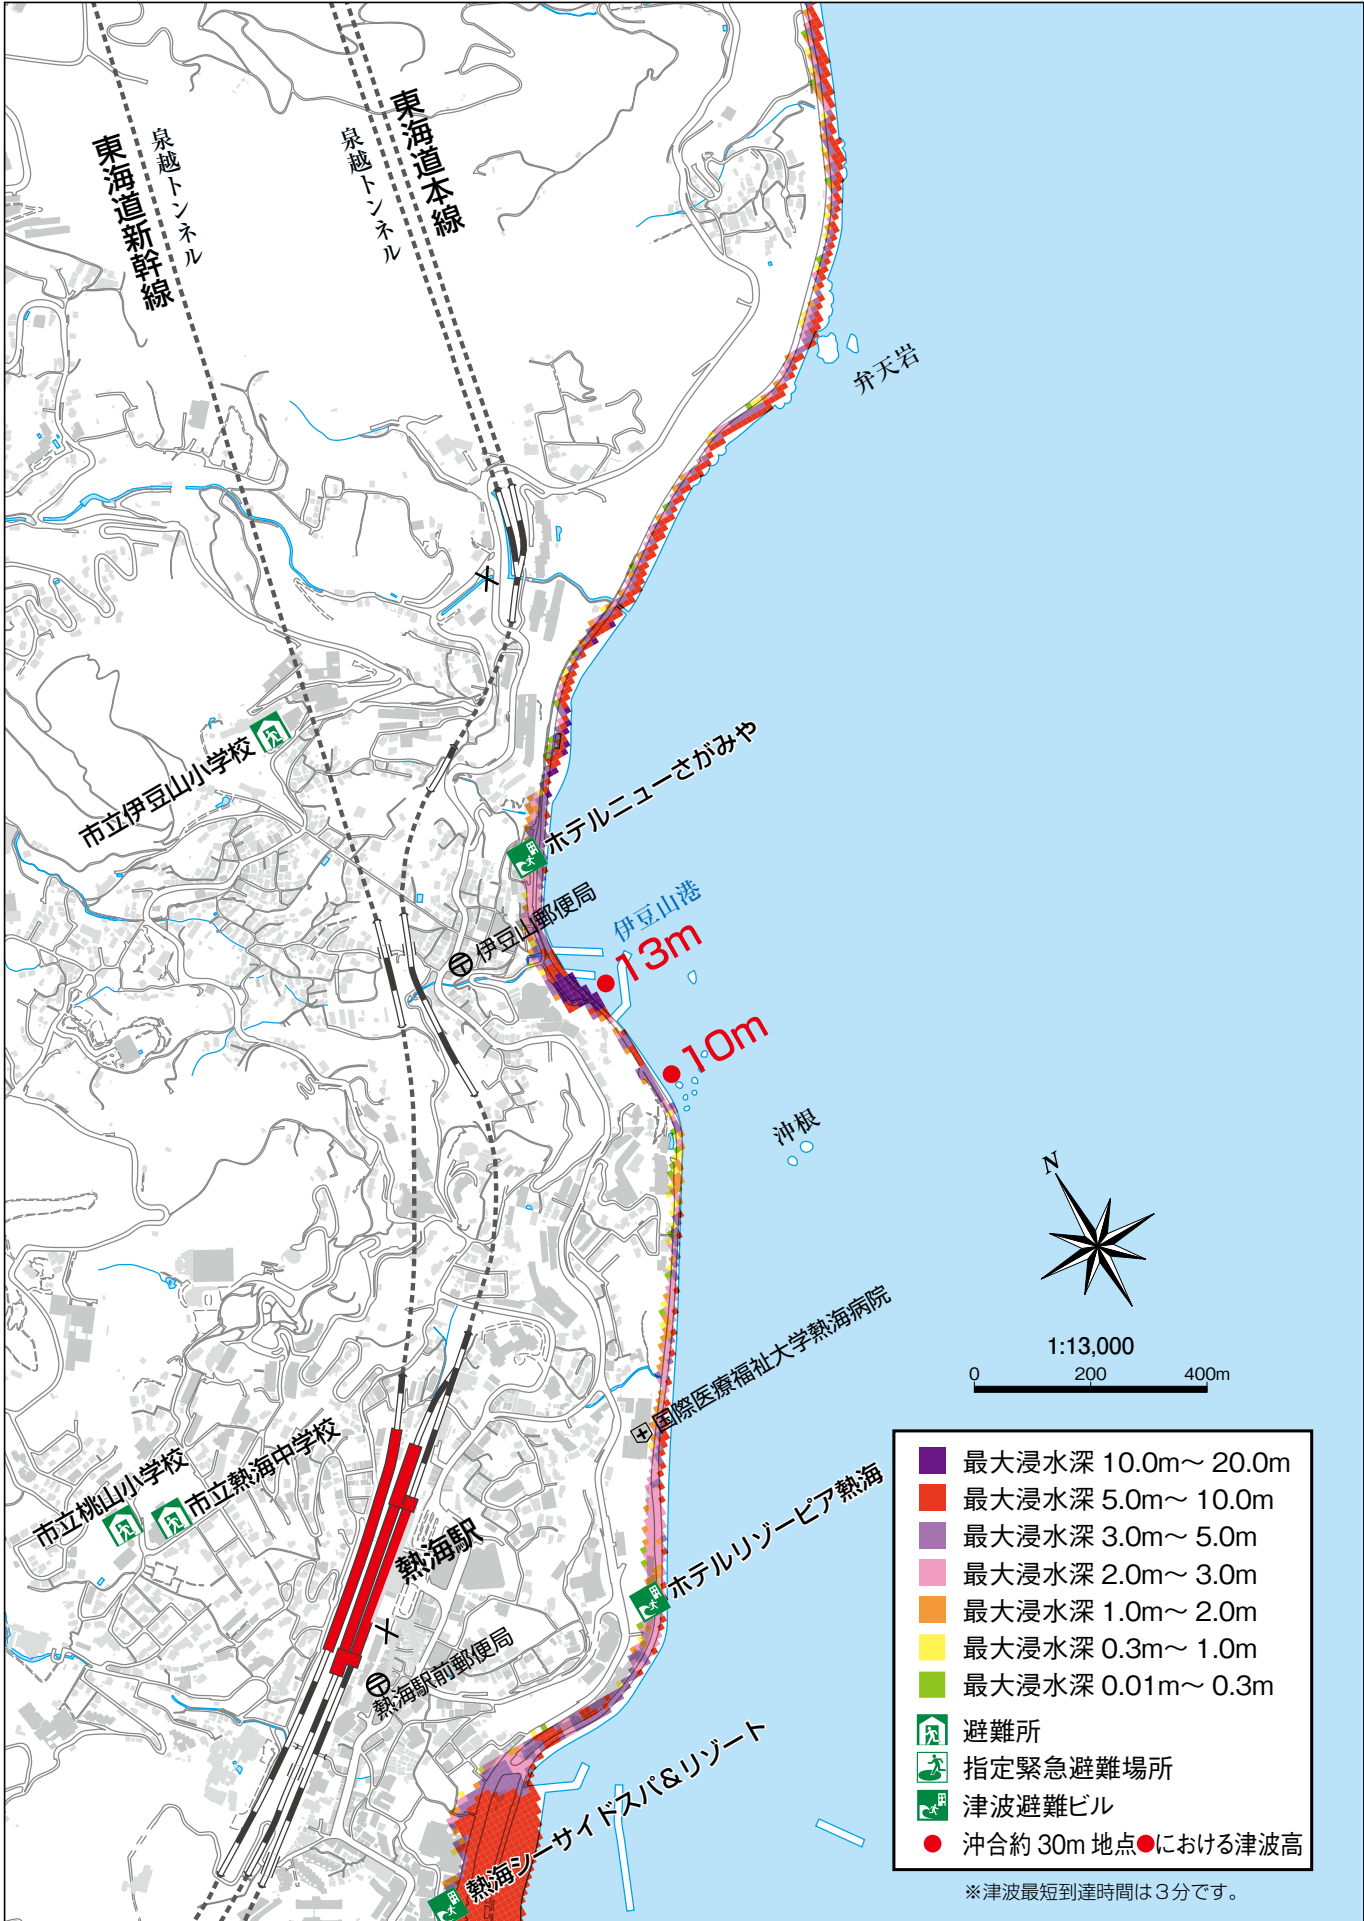 東海道本線
泉越トンネル
東海道新幹線
泉越トンネル
弁天岩
市立伊豆山小学校
ホテルニューさがみや
伊豆山港
伊豆山郵便局
13m
10m
沖根
N
1:13,000
0 200 400m
国際医療福祉大学熱海病院
市立桃山小学校
市立熱海中学校
熱海駅
ホテルリゾーピア熱海
熱海駅前郵便局
熱海シーサイドスパ&リゾート
最大浸水深 10.0m～ 20.0m
最大浸水深 5.0m～ 10.0m
最大浸水深 3.0m～ 5.0m
最大浸水深 2.0m～ 3.0m
最大浸水深 1.0m～ 2.0m
最大浸水深 0.3m～ 1.0m
最大浸水深 0.01m～ 0.3m
避難所
指定緊急避難場所
津波避難ビル
沖合約 30m 地点●における津波高
※津波最短到達時間は3分です。